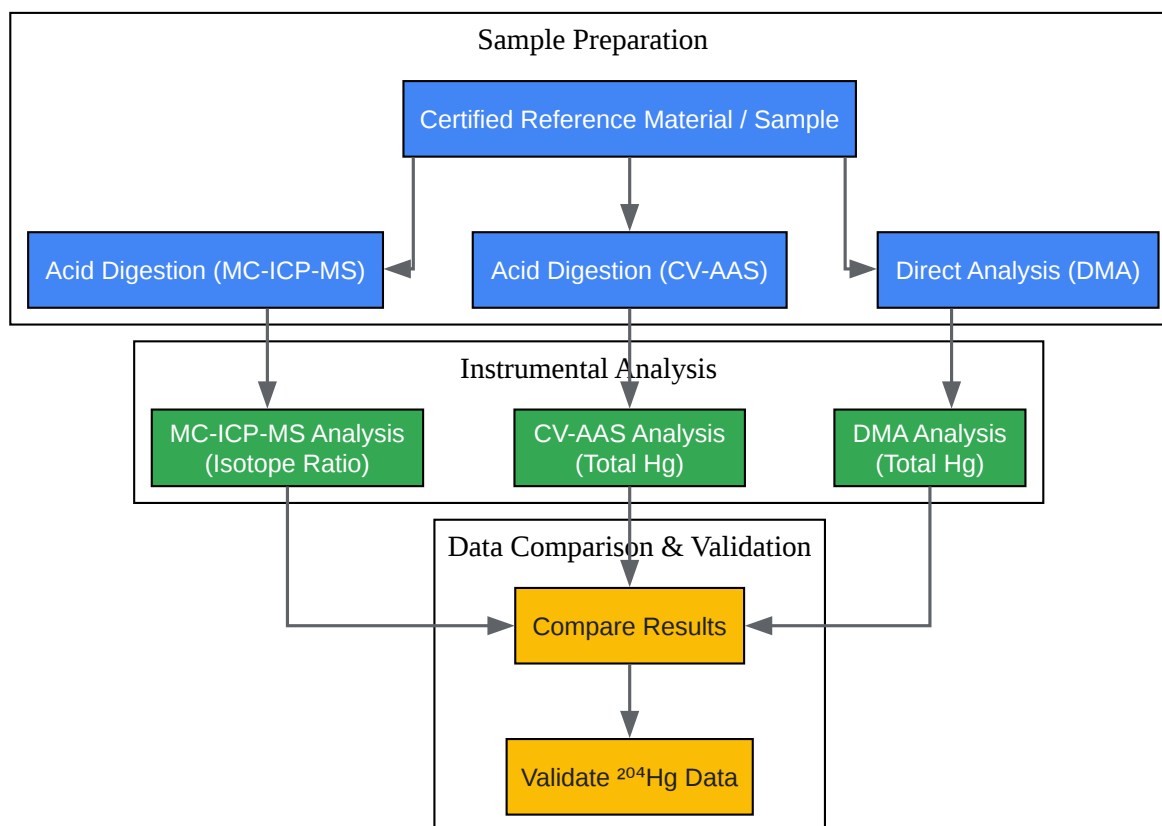 Sample Preparation
Certified Reference Material / Sample
Acid Digestion (MC-ICP-MS)
Acid Digestion (CV-AAS)
Direct Analysis (DMA)
Instrumental Analysis
MC-ICP-MS Analysis
(Isotope Ratio)
CV-AAS Analysis
(Total Hg)
DMA Analysis
(Total Hg)
Data Comparison & Validation
Compare Results
Validate ²⁰⁴Hg Data